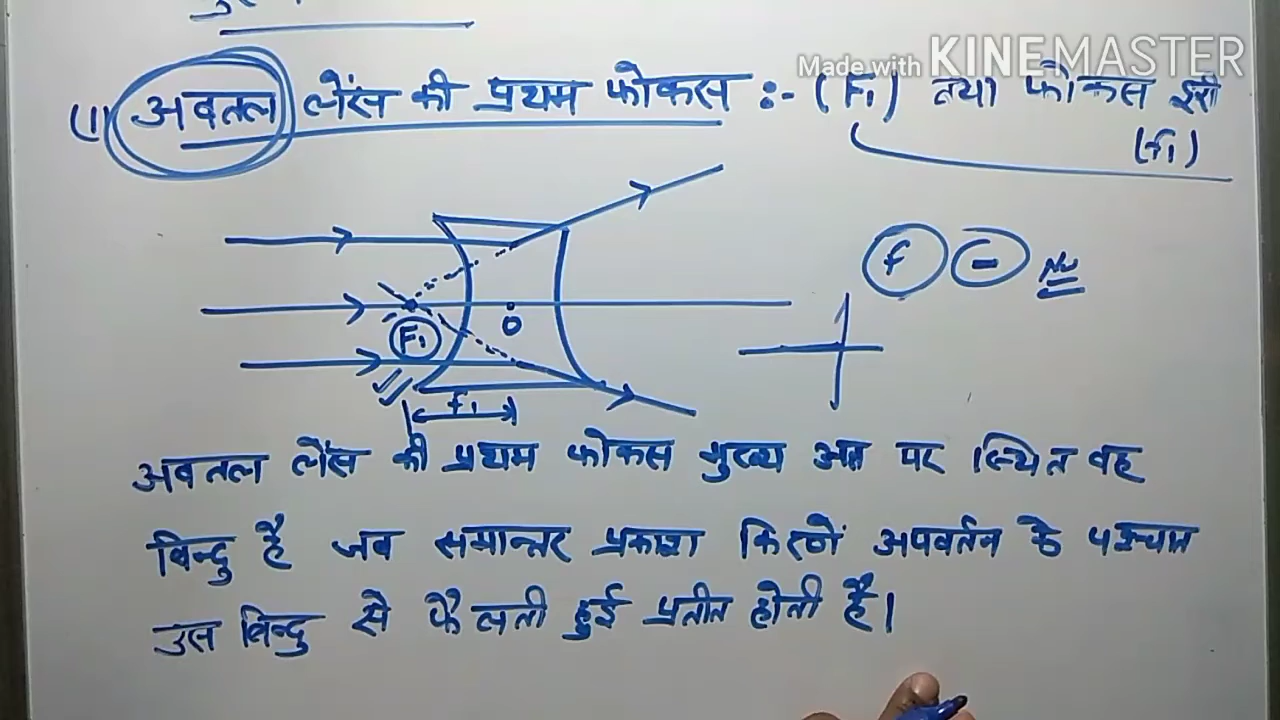 Made with KINEMASTER
(1) अवतल लेंस की प्रथम फोकस :- (F₁) तथा फोकस दूरी
(f₁)
f - Nu
F₁ O
f₁
अवतल लेंस की प्रथम फोकस मुख्य अक्ष पर स्थित वह
बिन्दु है जब समान्तर प्रकाश किरणें अपवर्तन के पश्चात
उस बिन्दु से फैलती हुई प्रतीत होती है।